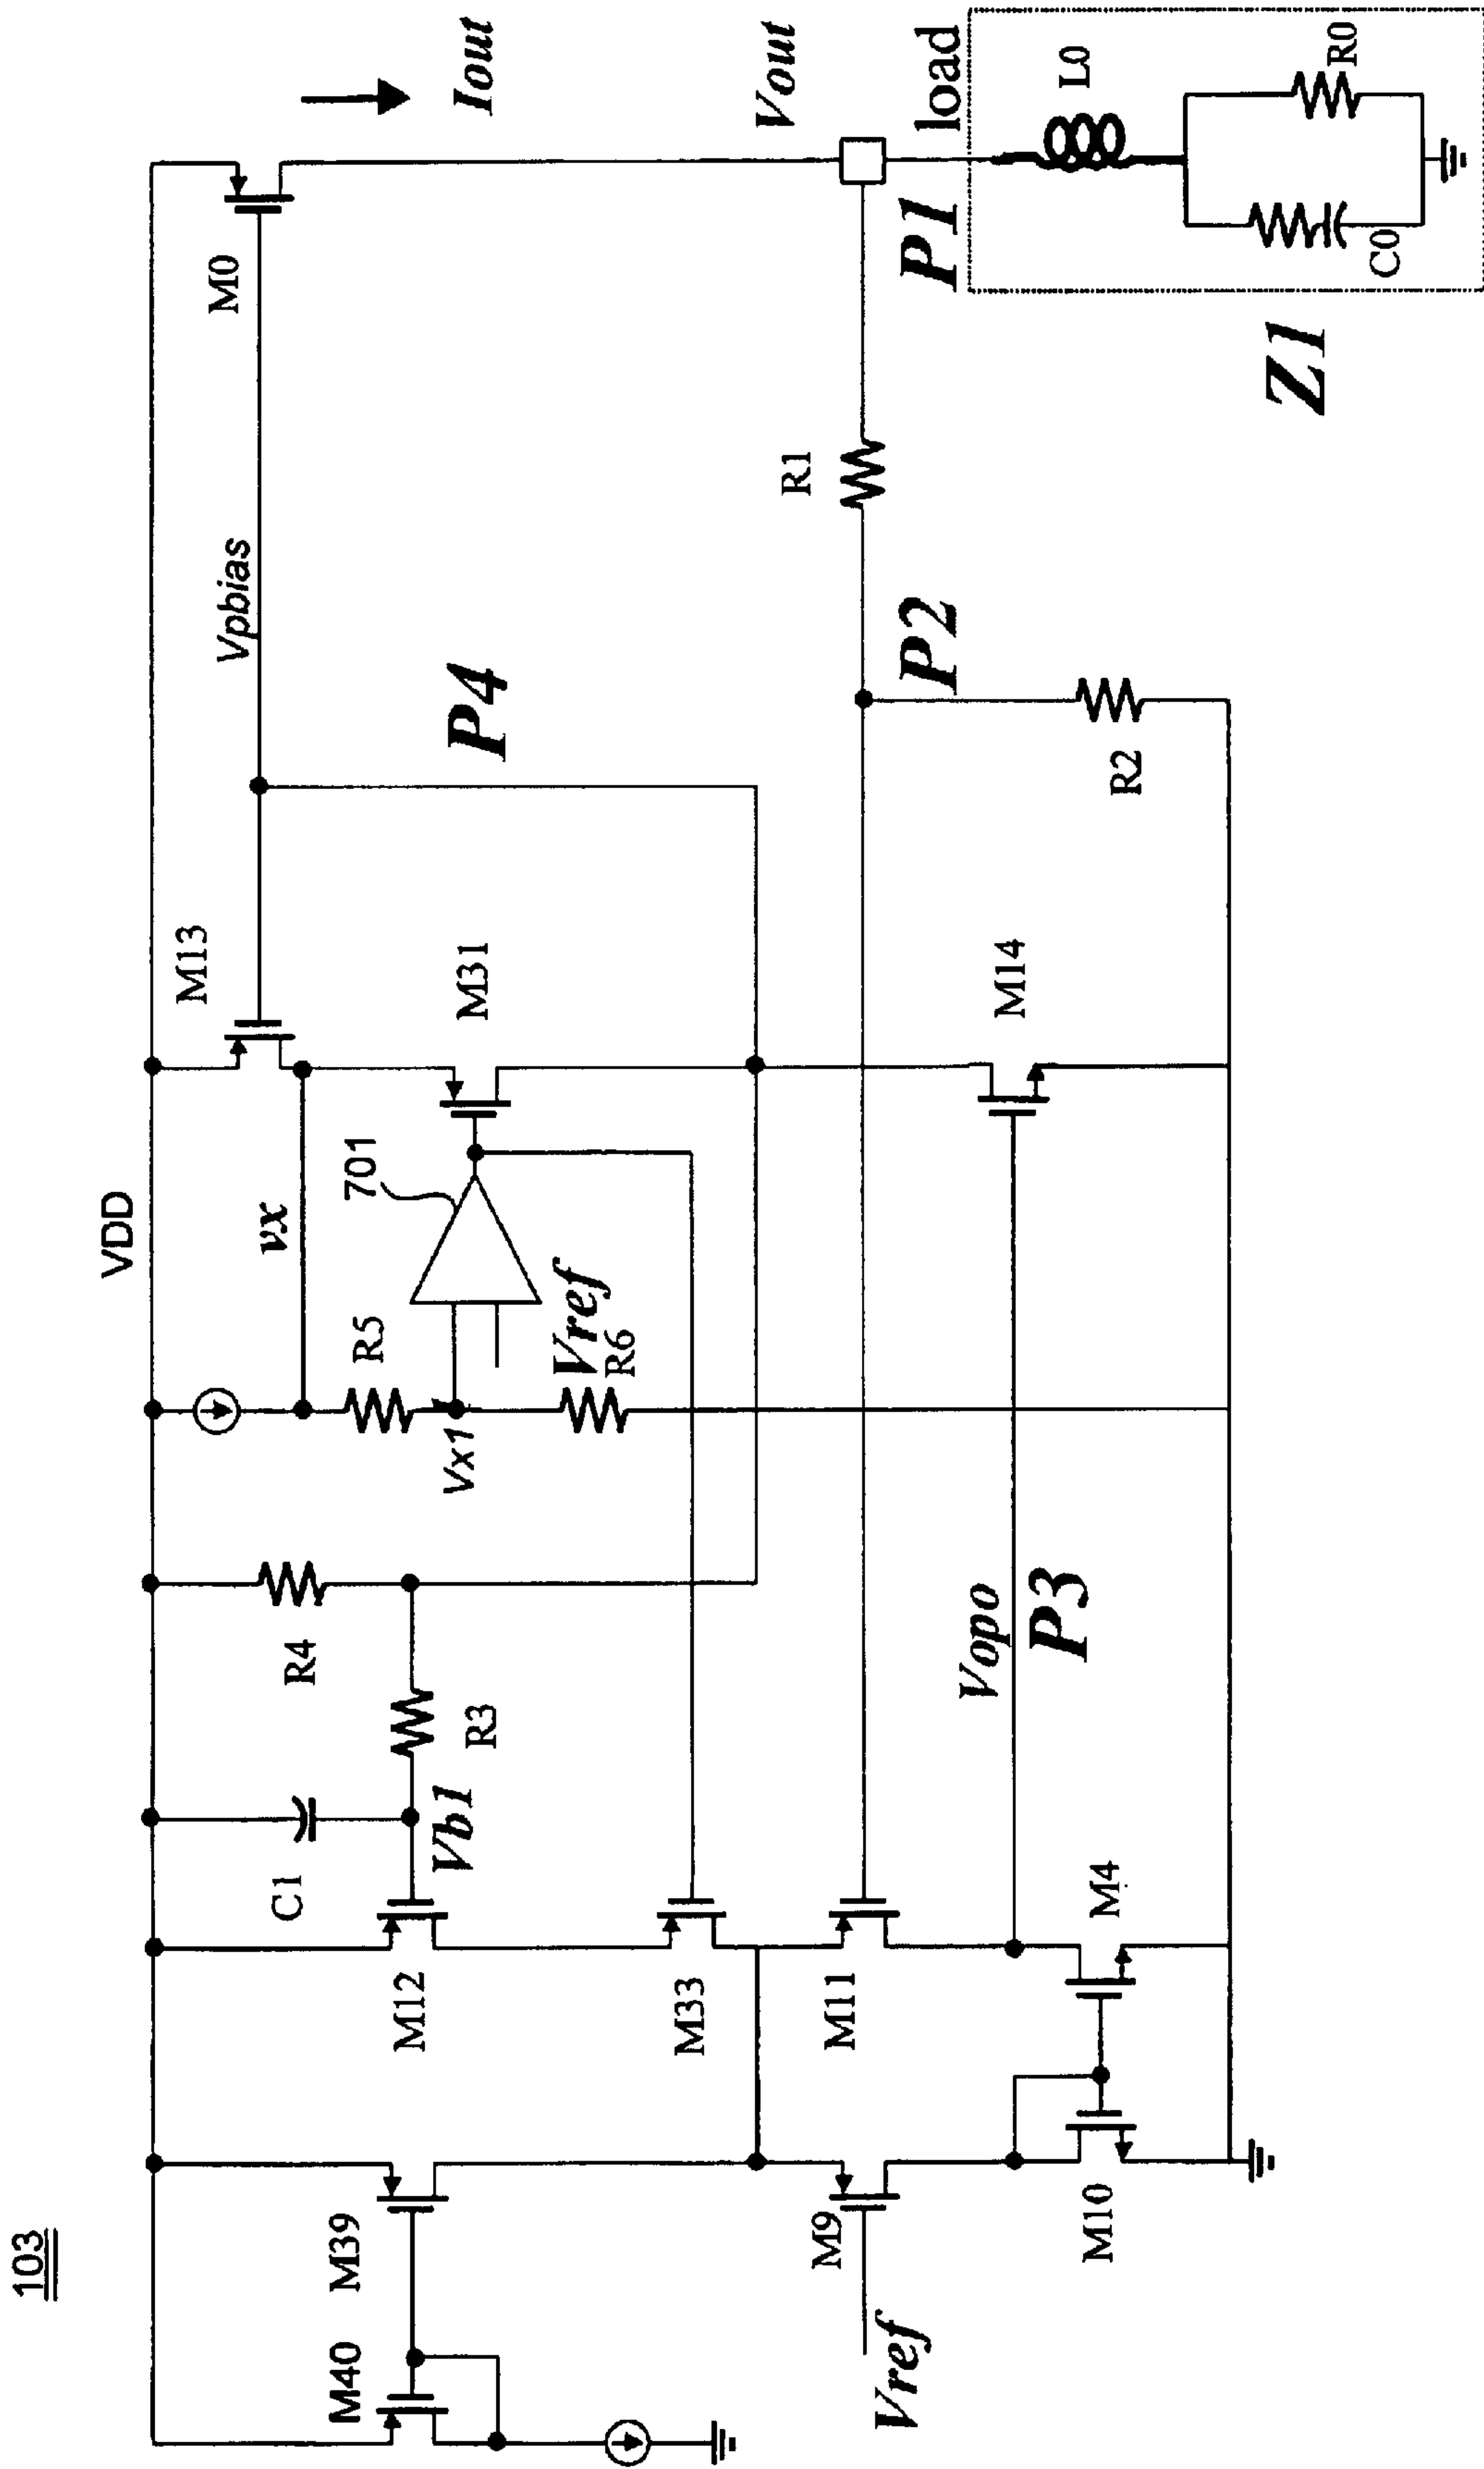 103
VDD
M40
M39
M12
C1
Vb1
R3
R4
vx
R5
Vx1
R6
Vref
701
M13
M31
Vpbias
P4
M0
Iout
Vout
M33
M9
Vref
M11
M10
M4
Vopo
P3
M14
R1
P2
R2
P1
load
L0
R0
C0
Z1